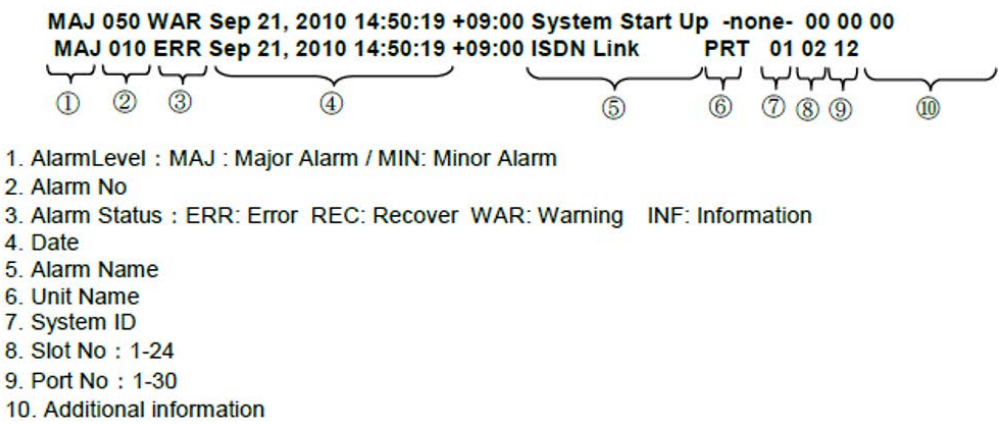 MAJ 050 WAR Sep 21, 2010 14:50:19 +09:00 System Start Up -none- 00 00 00
MAJ 010 ERR Sep 21, 2010 14:50:19 +09:00 ISDN Link PRT 01 02 12
① ② ③ ④ ⑤ ⑥ ⑦ ⑧ ⑨ ⑩
1. AlarmLevel : MAJ : Major Alarm / MIN: Minor Alarm
2. Alarm No
3. Alarm Status : ERR: Error REC: Recover WAR: Warning INF: Information
4. Date
5. Alarm Name
6. Unit Name
7. System ID
8. Slot No : 1-24
9. Port No : 1-30
10. Additional information